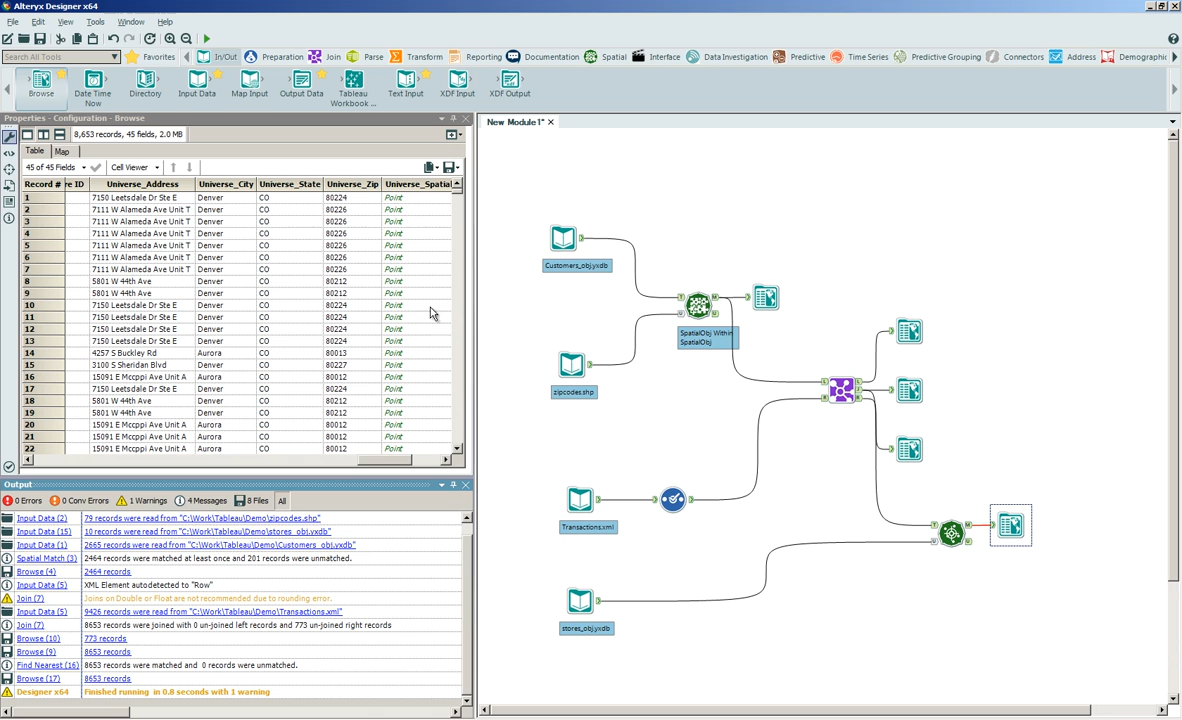 Alteryx Designer x64
File Edit View Tools Window Help
Search All Tools Favorites In/Out Preparation Join Parse Transform Reporting Documentation Spatial Interface Data Investigation Predictive Time Series Predictive Grouping Connectors Address Demographic
Browse Date Time Now Directory Input Data Map Input Output Data Tableau Workbook ... Text Input XDF Input XDF Output
Properties - Configuration - Browse
8,653 records, 45 fields, 2.0 MB
Table Map
45 of 45 Fields Cell Viewer
Record # re ID Universe_Address Universe_City Universe_State Universe_Zip Universe_Spatial
1 7150 Leetsdale Dr Ste E Denver CO 80224 Point
2 7111 W Alameda Ave Unit T Denver CO 80226 Point
3 7111 W Alameda Ave Unit T Denver CO 80226 Point
4 7111 W Alameda Ave Unit T Denver CO 80226 Point
5 7111 W Alameda Ave Unit T Denver CO 80226 Point
6 7111 W Alameda Ave Unit T Denver CO 80226 Point
7 7111 W Alameda Ave Unit T Denver CO 80226 Point
8 5801 W 44th Ave Denver CO 80212 Point
9 5801 W 44th Ave Denver CO 80212 Point
10 7150 Leetsdale Dr Ste E Denver CO 80224 Point
11 7150 Leetsdale Dr Ste E Denver CO 80224 Point
12 7150 Leetsdale Dr Ste E Denver CO 80224 Point
13 7150 Leetsdale Dr Ste E Denver CO 80224 Point
14 4257 S Buckley Rd Aurora CO 80013 Point
15 3100 S Sheridan Blvd Denver CO 80227 Point
16 15091 E Mccppi Ave Unit A Aurora CO 80012 Point
17 7150 Leetsdale Dr Ste E Denver CO 80224 Point
18 5801 W 44th Ave Denver CO 80212 Point
19 5801 W 44th Ave Denver CO 80212 Point
20 15091 E Mccppi Ave Unit A Aurora CO 80012 Point
21 15091 E Mccppi Ave Unit A Aurora CO 80012 Point
22 15091 E Mccppi Ave Unit A Aurora CO 80012 Point
Output
0 Errors 0 Conv Errors 1 Warnings 4 Messages 8 Files All
Input Data (2) 79 records were read from "C:\Work\Tableau\Demo\zipcodes.shp"
Input Data (15) 10 records were read from "C:\Work\Tableau\Demo\stores_obj.yxdb"
Input Data (1) 2665 records were read from "C:\Work\Tableau\Demo\Customers_obj.yxdb"
Spatial Match (3) 2464 records were matched at least once and 201 records were unmatched.
Browse (4) 2464 records
Input Data (5) XML Element autodetected to "Row"
Join (7) Joins on Double or Float are not recommended due to rounding error.
Input Data (5) 9426 records were read from "C:\Work\Tableau\Demo\Transactions.xml"
Join (7) 8653 records were joined with 0 un-joined left records and 773 un-joined right records
Browse (10) 773 records
Browse (9) 8653 records
Find Nearest (16) 8653 records were matched and 0 records were unmatched.
Browse (17) 8653 records
Designer x64 Finished running in 0.8 seconds with 1 warning
New Module1*
Customers_obj.yxdb
SpatialObj Within
SpatialObj
zipcodes.shp
Transactions.xml
stores_obj.yxdb
T
U
M
U
L
R
L
J
R
T
U
M
U